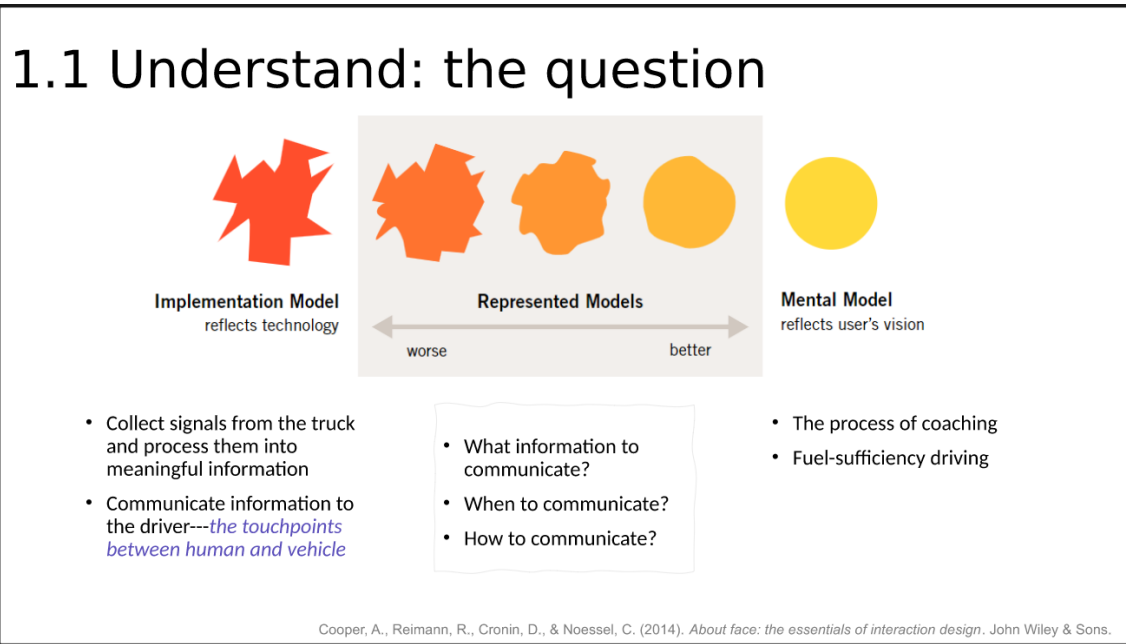 1.1 Understand: the question
Implementation Model
reflects technology
Represented Models
worse
better
Mental Model
reflects user's vision
• Collect signals from the truck
and process them into
meaningful information
• Communicate information to
the driver---the touchpoints
between human and vehicle
• What information to
communicate?
• When to communicate?
• How to communicate?
• The process of coaching
• Fuel-sufficiency driving
Cooper, A., Reimann, R., Cronin, D., & Noessel, C. (2014). About face: the essentials of interaction design. John Wiley & Sons.